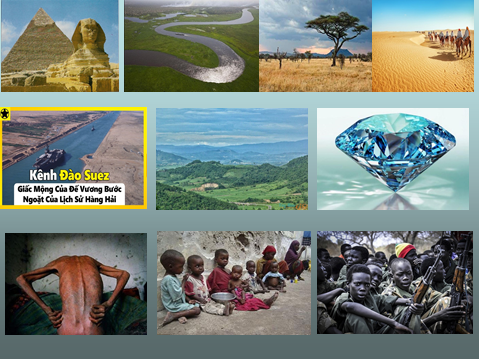 Kênh Đào Suez
Giấc Mộng Của Đế Vương Bước
Ngoặt Của Lịch Sử Hàng Hải